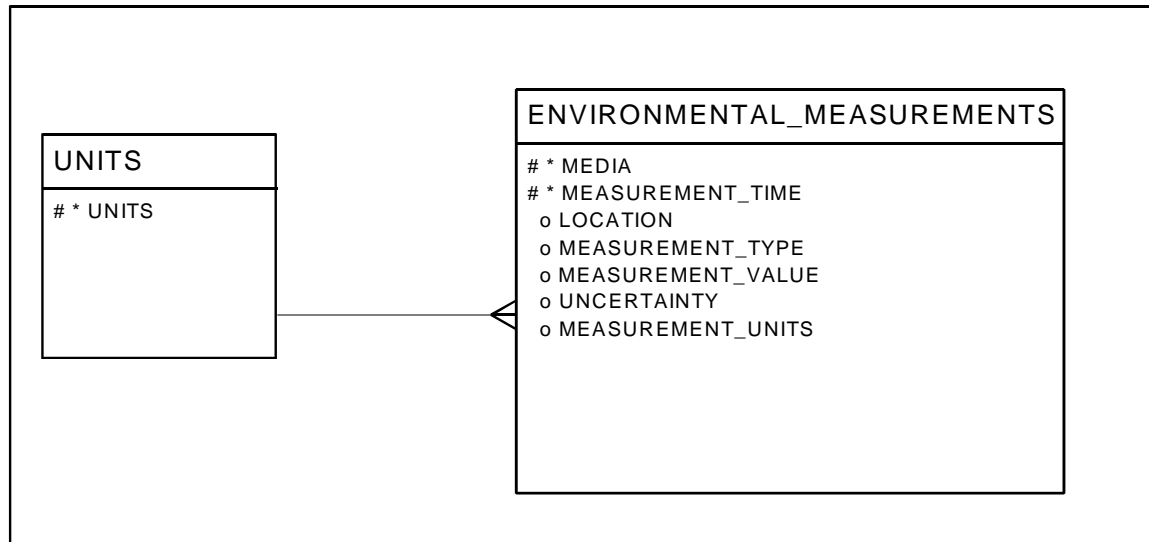 UNITS
# * UNITS
ENVIRONMENTAL_MEASUREMENTS
# * MEDIA
# * MEASUREMENT_TIME
o LOCATION
o MEASUREMENT_TYPE
o MEASUREMENT_VALUE
o UNCERTAINTY
o MEASUREMENT_UNITS